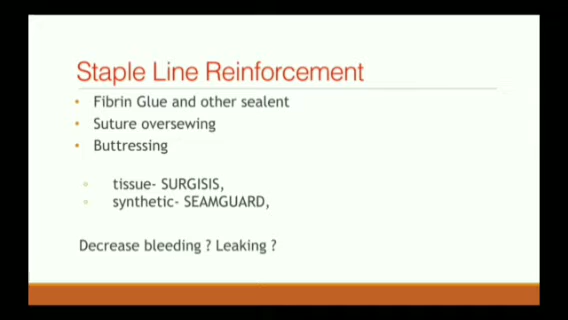 Staple Line Reinforcement
• Fibrin Glue and other sealent
• Suture oversewing
• Buttressing
◦ tissue- SURGISIS,
◦ synthetic- SEAMGUARD,
Decrease bleeding ? Leaking ?